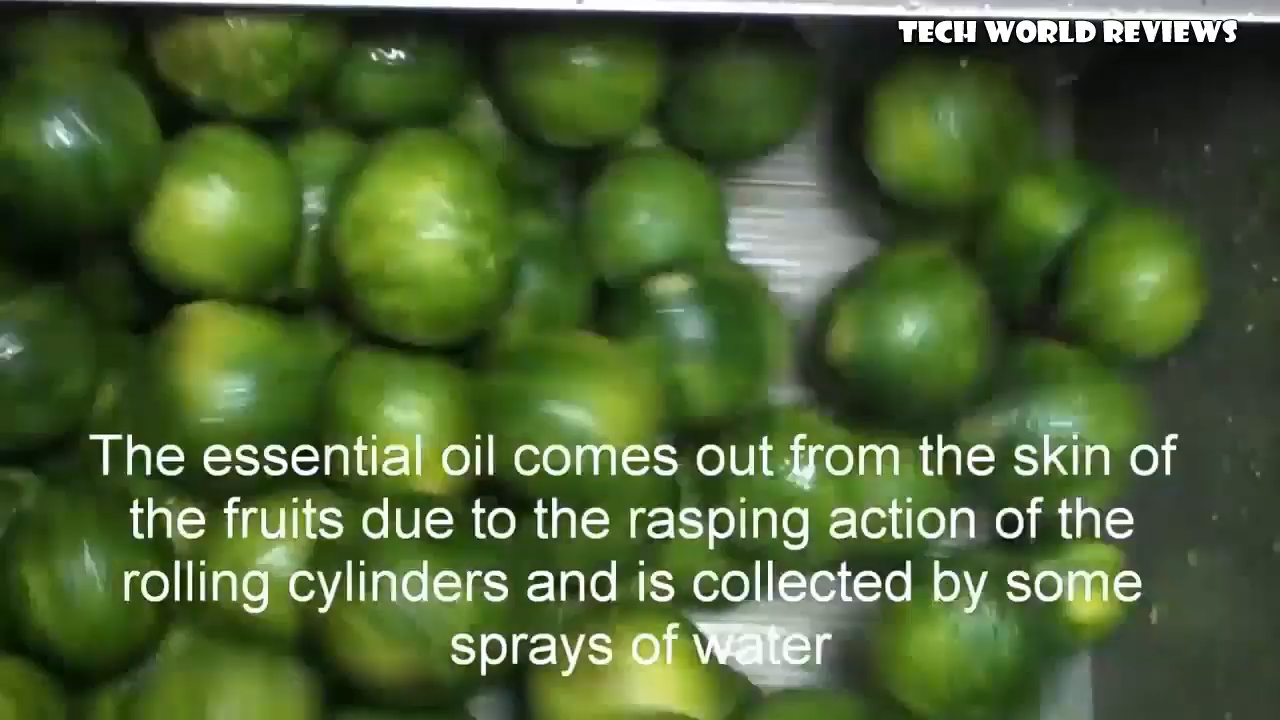 TECH WORLD REVIEWS
The essential oil comes out from the skin of
the fruits due to the rasping action of the
rolling cylinders and is collected by some
sprays of water